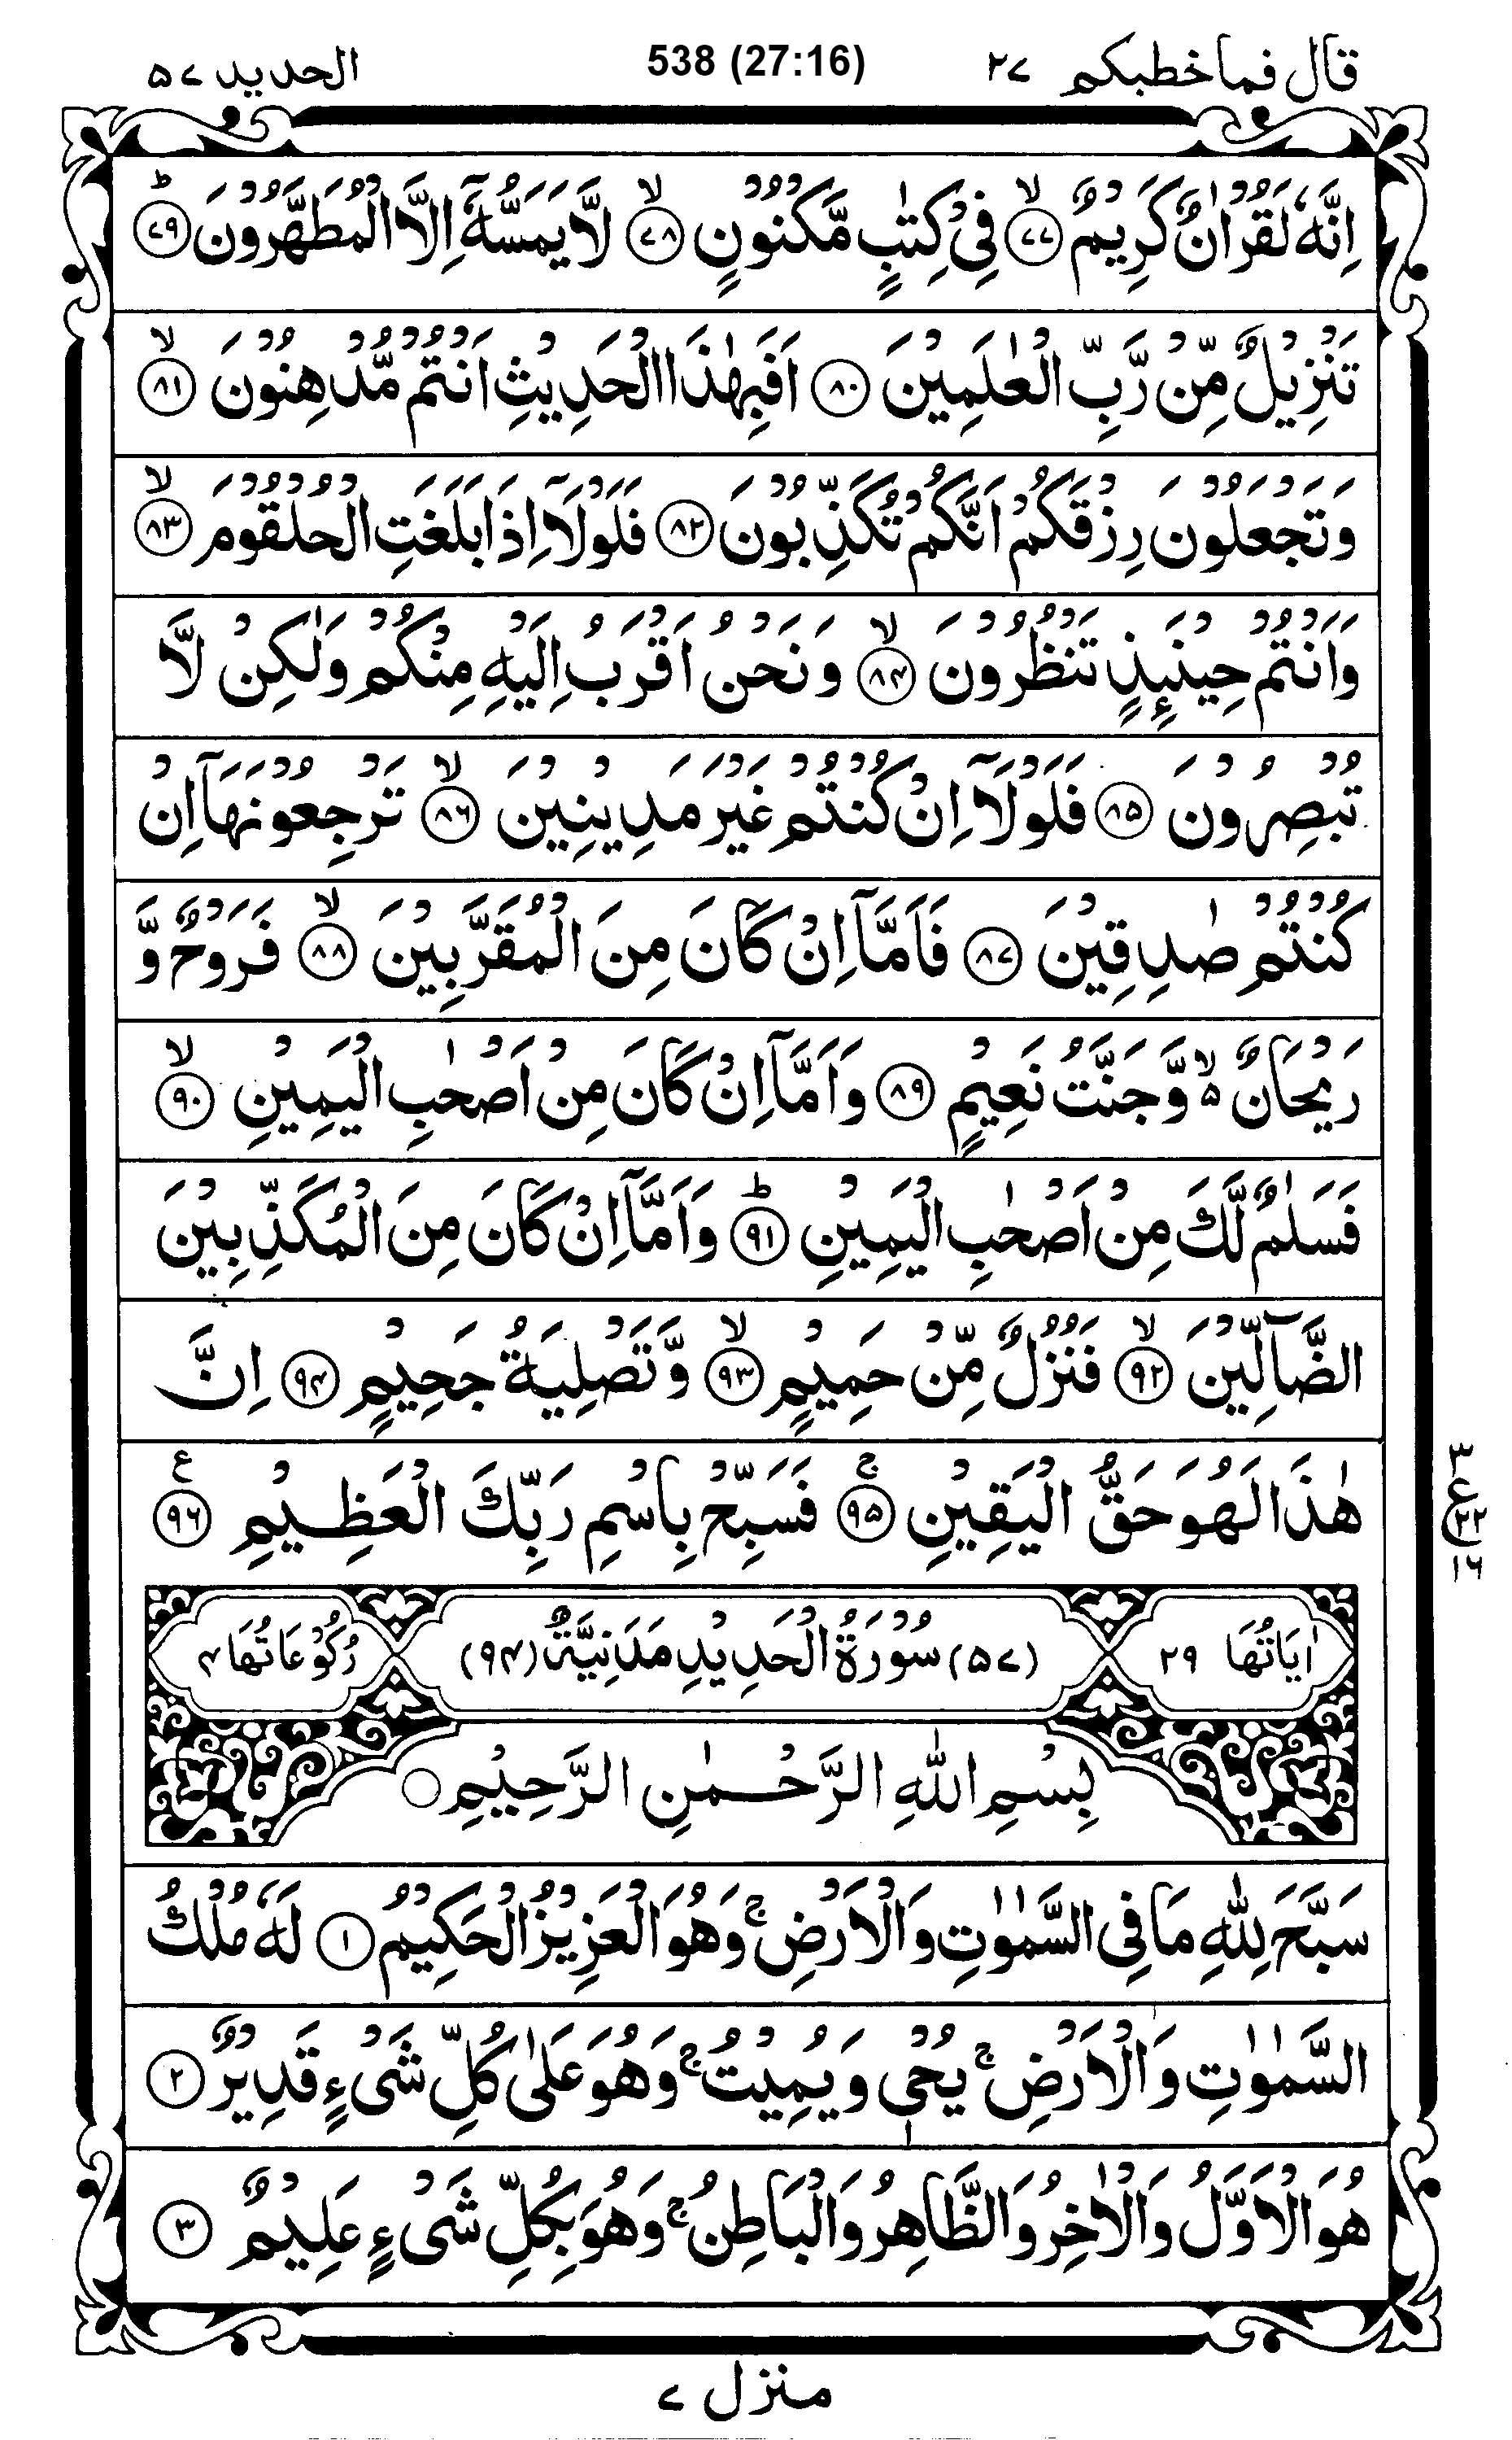 قال فماخطبكم ٢٧ 538 (27:16) الحديد ٥٧
اِنَّهٗ لَقُرْاٰنٌ كَرِيْمٌ ﴿٧٧﴾ۙ فِيْ كِتٰبٍ مَّكْنُوْنٍ ﴿٧٨﴾ۙ لَّا يَمَسُّهٗۤ اِلَّا الْمُطَهَّرُوْنَ ﴿٧٩﴾ؕ
تَنْزِيْلٌ مِّنْ رَّبِّ الْعٰلَمِيْنَ ﴿٨٠﴾ اَفَبِهٰذَا الْحَدِيْثِ اَنْتُمْ مُّدْهِنُوْنَ ﴿٨١﴾ۙ
وَتَجْعَلُوْنَ رِزْقَكُمْ اَنَّكُمْ تُكَذِّبُوْنَ ﴿٨٢﴾ فَلَوْلَاۤ اِذَا بَلَغَتِ الْحُلْقُوْمَ ﴿٨٣﴾ۙ
وَاَنْتُمْ حِيْنَىِٕذٍ تَنْظُرُوْنَ ﴿٨٤﴾ۙ وَنَحْنُ اَقْرَبُ اِلَيْهِ مِنْكُمْ وَلٰكِنْ لَّا
تُبْصِرُوْنَ ﴿٨٥﴾ فَلَوْلَاۤ اِنْ كُنْتُمْ غَيْرَ مَدِيْنِيْنَ ﴿٨٦﴾ۙ تَرْجِعُوْنَهَاۤ اِنْ
كُنْتُمْ صٰدِقِيْنَ ﴿٨٧﴾ فَاَمَّاۤ اِنْ كَانَ مِنَ الْمُقَرَّبِيْنَ ﴿٨٨﴾ۙ فَرَوْحٌ وَّ
رَيْحَانٌ ۙ۵ وَّجَنَّتُ نَعِيْمٍ ﴿٨٩﴾ وَاَمَّاۤ اِنْ كَانَ مِنْ اَصْحٰبِ الْيَمِيْنِ ﴿٩٠﴾ۙ
فَسَلٰمٌ لَّكَ مِنْ اَصْحٰبِ الْيَمِيْنِ ﴿٩١﴾ؕ وَاَمَّاۤ اِنْ كَانَ مِنَ الْمُكَذِّبِيْنَ
الضَّآلِّيْنَ ﴿٩٢﴾ۙ فَنُزُلٌ مِّنْ حَمِيْمٍ ﴿٩٣﴾ۙ وَّتَصْلِيَةُ جَحِيْمٍ ﴿٩٤﴾ اِنَّ
هٰذَا لَهُوَ حَقُّ الْيَقِيْنِ ﴿٩٥﴾ۚ فَسَبِّحْ بِاسْمِ رَبِّكَ الْعَظِيْمِ ﴿٩٦﴾ ع
٣ ع ٢٢ ١٦
اٰيَاتُهَا ٢٩ (٥٧) سُوْرَةُ الْحَدِيْدِ مَدَنِيَّةٌ (٩٤) رُكُوْعَاتُهَا ٤
بِسْمِ اللّٰهِ الرَّحْمٰنِ الرَّحِيْمِ ○
سَبَّحَ لِلّٰهِ مَا فِى السَّمٰوٰتِ وَالْاَرْضِ ۚ وَهُوَ الْعَزِيْزُ الْحَكِيْمُ ﴿١﴾ لَهٗ مُلْكُ
السَّمٰوٰتِ وَالْاَرْضِ ۚ يُحْىٖ وَيُمِيْتُ ۚ وَهُوَ عَلٰى كُلِّ شَىْءٍ قَدِيْرٌ ﴿٢﴾
هُوَ الْاَوَّلُ وَالْاٰخِرُ وَالظَّاهِرُ وَالْبَاطِنُ ۚ وَهُوَ بِكُلِّ شَىْءٍ عَلِيْمٌ ﴿٣﴾
منزل ٧